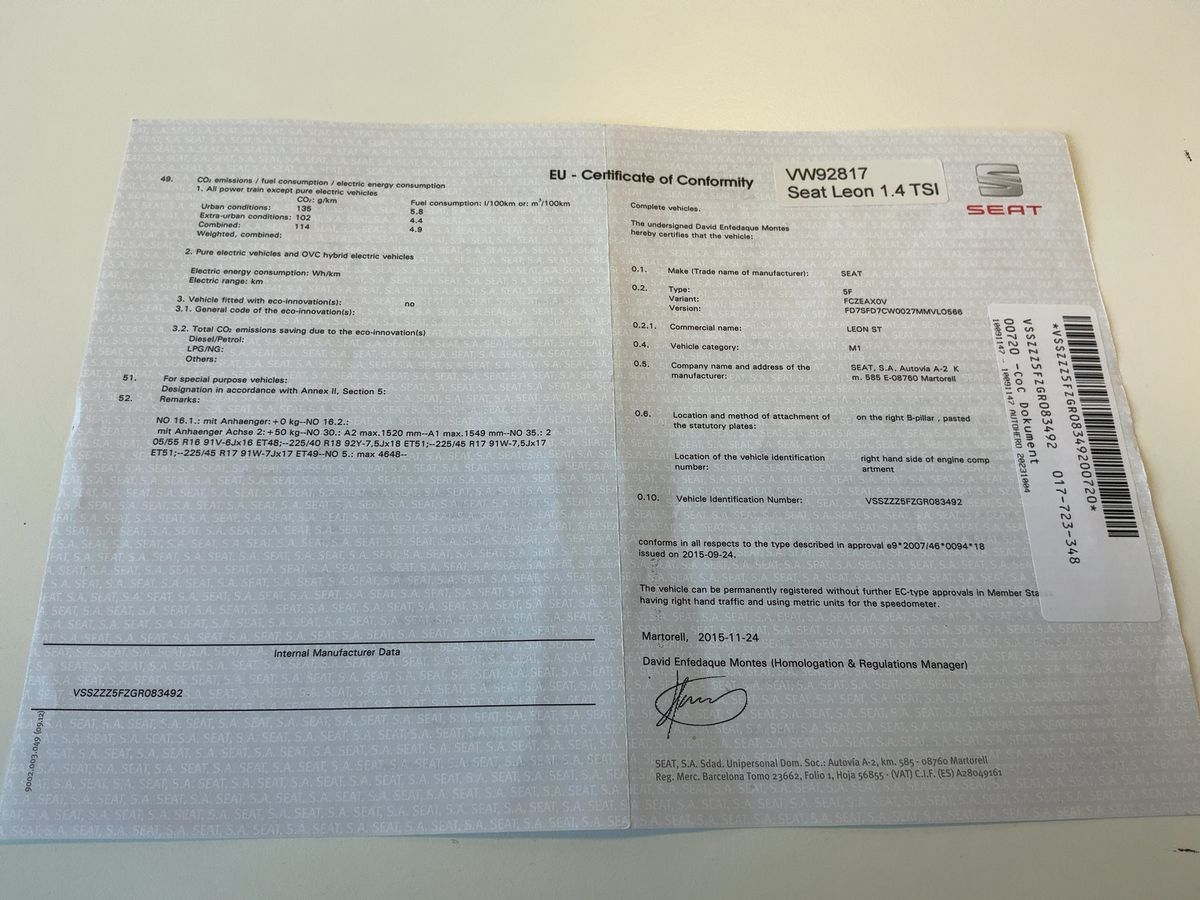 49. CO₂ emissions / fuel consumption / electric energy consumption
1. All power train except pure electric vehicles
CO₂: g/km Fuel consumption: l/100km or: m³/100km
Urban conditions: 135 5.8
Extra-urban conditions: 102 4.4
Combined: 114 4.9
Weighted, combined:
2. Pure electric vehicles and OVC hybrid electric vehicles
Electric energy consumption: Wh/km
Electric range: km
3. Vehicle fitted with eco-innovation(s): no
3.1. General code of the eco-innovation(s):
3.2. Total CO₂ emissions saving due to the eco-innovation(s)
Diesel/Petrol:
LPG/NG:
Others:
51. For special purpose vehicles:
Designation in accordance with Annex II, Section 5:
52. Remarks:
NO 16.1.: mit Anhaenger:+0 kg--NO 16.2.:
mit Anhaenger Achse 2:+50 kg--NO 30.: A2 max.1520 mm--A1 max.1549 mm--NO 35.: 2
05/55 R16 91V-6Jx16 ET48;--225/40 R18 92Y-7,5Jx18 ET51;--225/45 R17 91W-7,5Jx17
ET51;--225/45 R17 91W-7Jx17 ET49--NO 5.: max 4648--
Internal Manufacturer Data
VSSZZZ5FZGR083492
9002.003.049 (09.12)
EU - Certificate of Conformity
VW92817
Seat Leon 1.4 TSI
SEAT
Complete vehicles.
The undersigned David Enfedaque Montes
hereby certifies that the vehicle:
0.1. Make (Trade name of manufacturer): SEAT
0.2. Type: 5F
Variant: FCZEAX0V
Version: FD7SFD7CW0027MMVLO566
0.2.1. Commercial name: LEON ST
0.4. Vehicle category: M1
0.5. Company name and address of the SEAT, S.A. Autovia A-2 K
manufacturer: m. 585 E-08760 Martorell
0.6. Location and method of attachment of on the right B-pillar , pasted
the statutory plates:
Location of the vehicle identification right hand side of engine comp
number: artment
0.10. Vehicle Identification Number: VSSZZZ5FZGR083492
conforms in all respects to the type described in approval e9*2007/46*0094*18
issued on 2015-09-24.
The vehicle can be permanently registered without further EC-type approvals in Member Sta
having right hand traffic and using metric units for the speedometer.
Martorell, 2015-11-24
David Enfedaque Montes (Homologation & Regulations Manager)
SEAT, S.A. Sdad. Unipersonal Dom. Soc.: Autovía A-2, km. 585 - 08760 Martorell
Reg. Merc. Barcelona Tomo 23662, Folio 1, Hoja 56855 - (VAT) C.I.F. (ES) A28049161
*VSSZZZ5FZGR08349200720*
VSSZZZ5FZGR083492 017-723-348
00720 -COC Dokument
10091147 - 10091147 AUTOHERO 20231004